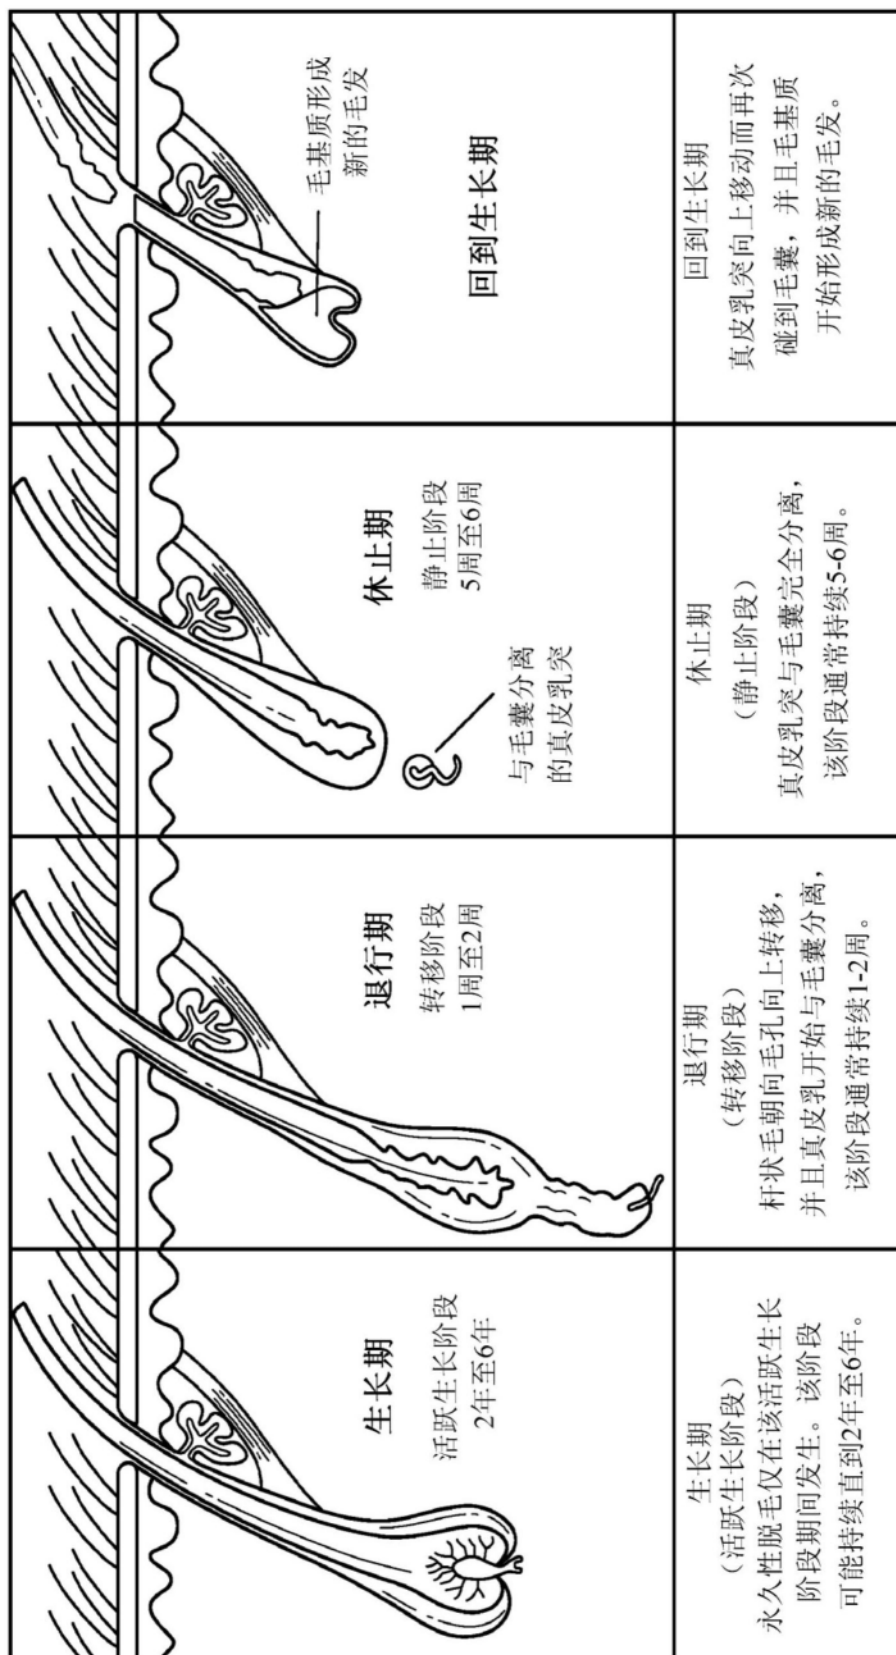 生长期
活跃生长阶段
2年至6年
退行期
转移阶段
1周至2周
休止期
静止阶段
5周至6周
与毛囊分离
的真皮乳突
毛基质形成
新的毛发
回到生长期
生长期
(活跃生长阶段)
永久性脱毛仅在该活跃生长
阶段期间发生。该阶段
可能持续直到2年至6年。
退行期
(转移阶段)
杆状毛朝向毛孔向上转移,
并且真皮乳开始与毛囊分离,
该阶段通常持续1-2周。
休止期
(静止阶段)
真皮乳突与毛囊完全分离,
该阶段通常持续5-6周。
回到生长期
真皮乳突向上移动而再次
碰到毛囊,并且毛基质
开始形成新的毛发。